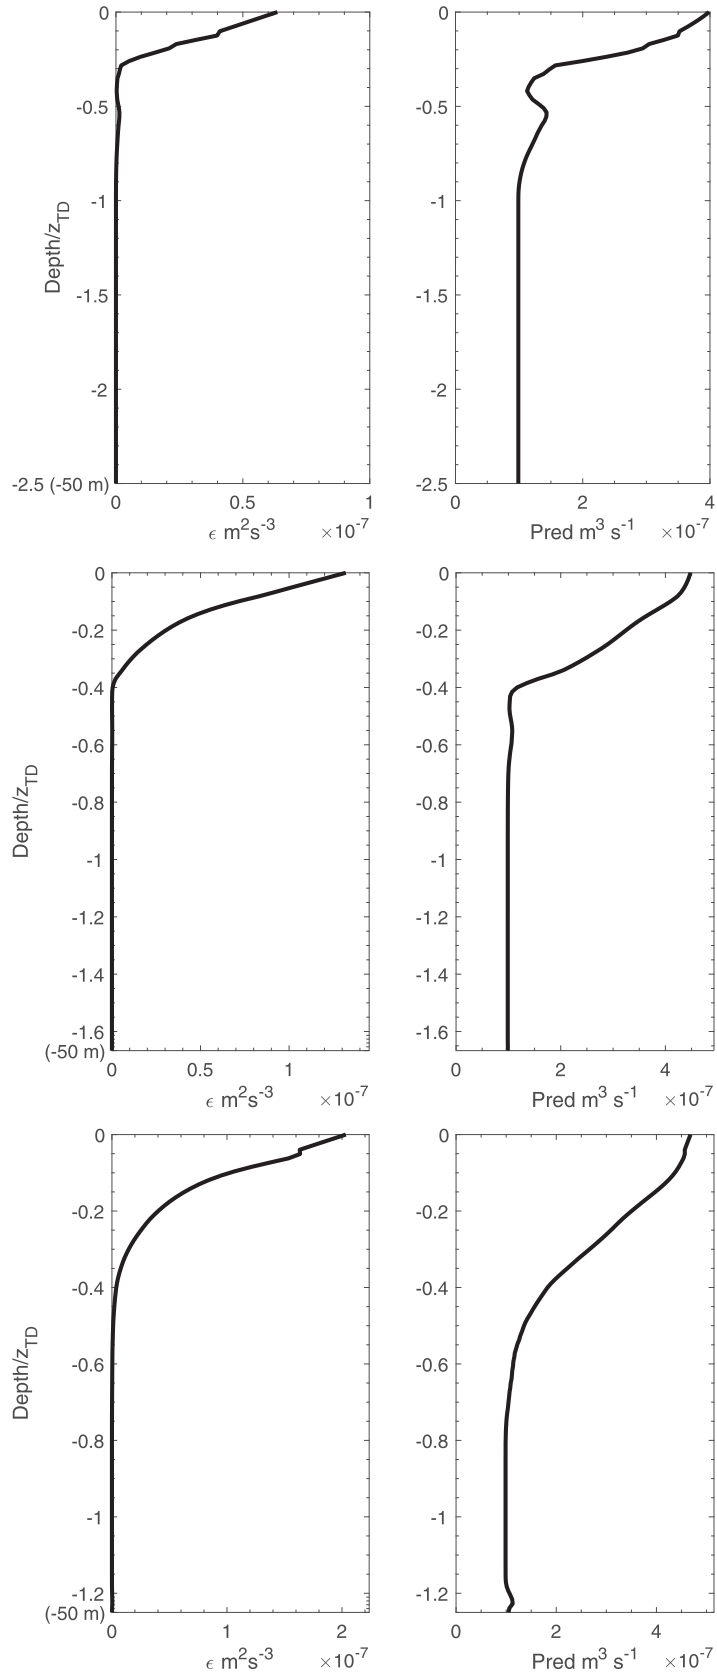 0
-0.5
-1
-1.5
-2
-2.5 (-50 m)
Depth/z_TD
0 0.5 1
ϵ m²s⁻³ ×10⁻⁷
0
-0.5
-1
-1.5
-2
-2.5
0 2 4
Pred m³ s⁻¹ ×10⁻⁷
0
-0.2
-0.4
-0.6
-0.8
-1
-1.2
-1.4
-1.6
(-50 m)
Depth/z_TD
0 0.5 1
ϵ m²s⁻³ ×10⁻⁷
0
-0.2
-0.4
-0.6
-0.8
-1
-1.2
-1.4
-1.6
0 2 4
Pred m³ s⁻¹ ×10⁻⁷
0
-0.2
-0.4
-0.6
-0.8
-1
-1.2
(-50 m)
Depth/z_TD
0 1 2
ϵ m²s⁻³ ×10⁻⁷
0
-0.2
-0.4
-0.6
-0.8
-1
-1.2
0 2 4
Pred m³ s⁻¹ ×10⁻⁷